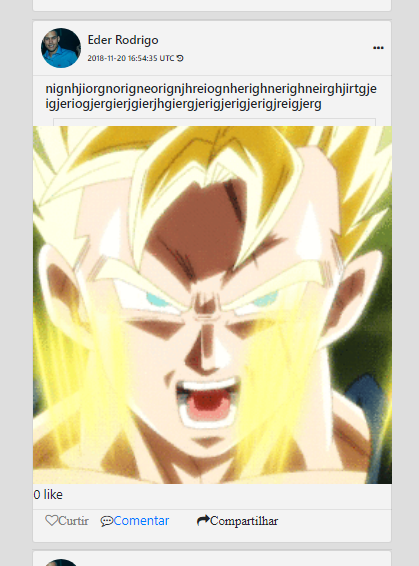 Eder Rodrigo
2018-11-20 16:54:35 UTC
nignhjiorgnorigneorignjhreiognherighnerighneirghjirtgje
igjeriogjergierjgierjhgiergjerigjerigjerigjreigjerg
0 like
Curtir Comentar Compartilhar